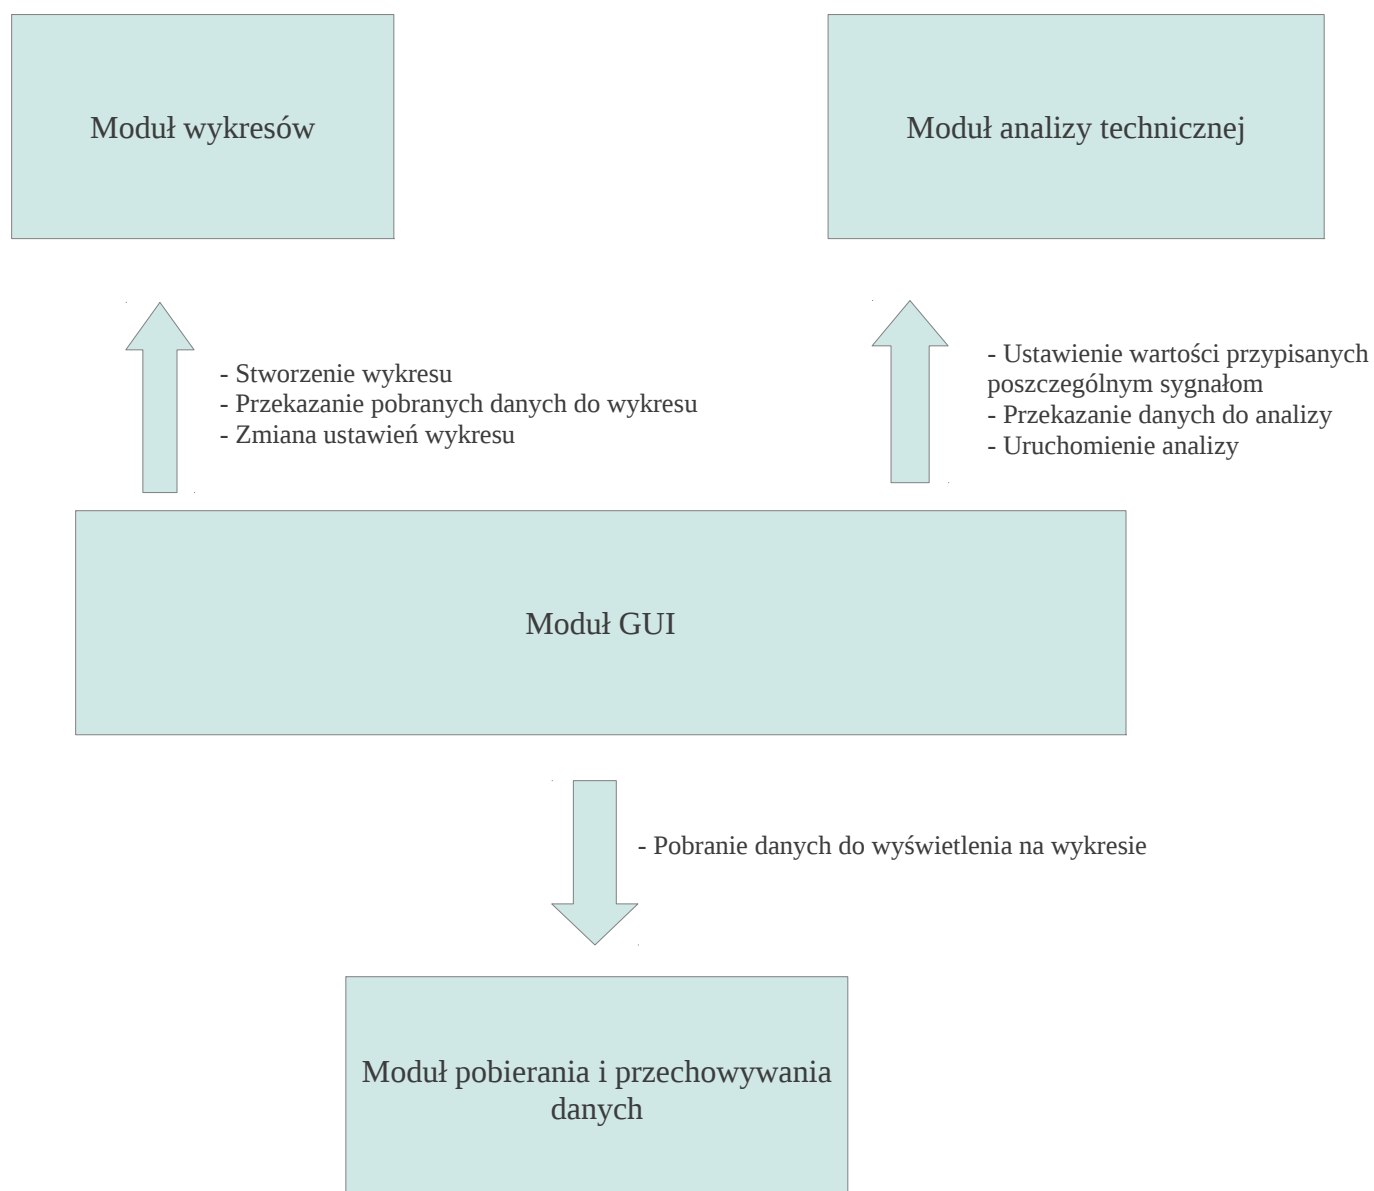 Moduł wykresów
Moduł analizy technicznej
- Stworzenie wykresu
- Przekazanie pobranych danych do wykresu
- Zmiana ustawień wykresu
- Ustawienie wartości przypisanych
poszczególnym sygnałom
- Przekazanie danych do analizy
- Uruchomienie analizy
Moduł GUI
- Pobranie danych do wyświetlenia na wykresie
Moduł pobierania i przechowywania
danych